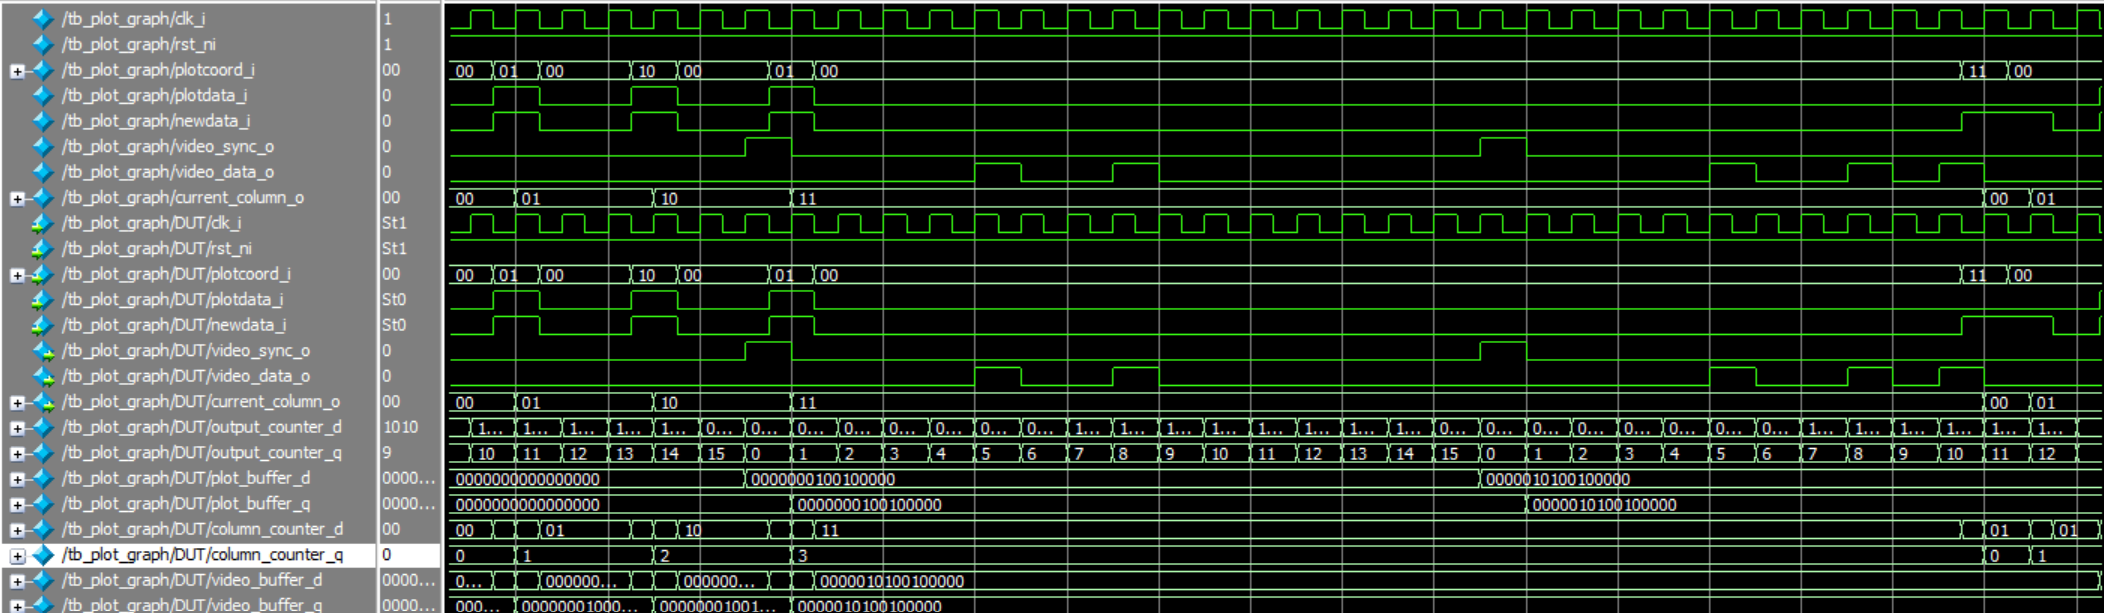 /tb_plot_graph/clk_i 1
/tb_plot_graph/rst_ni 1
/tb_plot_graph/plotcoord_i 00 00 01 00 10 00 01 00 11 00
/tb_plot_graph/plotdata_i 0
/tb_plot_graph/newdata_i 0
/tb_plot_graph/video_sync_o 0
/tb_plot_graph/video_data_o 0
/tb_plot_graph/current_column_o 00 00 01 10 11 00 01
/tb_plot_graph/DUT/clk_i St1
/tb_plot_graph/DUT/rst_ni St1
/tb_plot_graph/DUT/plotcoord_i 00 00 01 00 10 00 01 00 11 00
/tb_plot_graph/DUT/plotdata_i St0
/tb_plot_graph/DUT/newdata_i St0
/tb_plot_graph/DUT/video_sync_o 0
/tb_plot_graph/DUT/video_data_o 0
/tb_plot_graph/DUT/current_column_o 00 00 01 10 11 00 01
/tb_plot_graph/DUT/output_counter_d 1010 1... 1... 1... 1... 1... 0... 0... 0... 0... 0... 0... 0... 0... 1... 1... 1... 1... 1... 1... 1... 1... 0... 0... 0... 0... 0... 0... 0... 0... 1... 1... 1... 1... 1... 1...
/tb_plot_graph/DUT/output_counter_q 9 10 11 12 13 14 15 0 1 2 3 4 5 6 7 8 9 10 11 12 13 14 15 0 1 2 3 4 5 6 7 8 9 10 11 12
/tb_plot_graph/DUT/plot_buffer_d 0000... 0000000000000000 0000000100100000 0000010100100000
/tb_plot_graph/DUT/plot_buffer_q 0000... 0000000000000000 0000000100100000 0000010100100000
/tb_plot_graph/DUT/column_counter_d 00 00 01 10 11 01 01
/tb_plot_graph/DUT/column_counter_q 0 0 1 2 3 0 1
/tb_plot_graph/DUT/video_buffer_d 0000... 0... 000000... 000000... 0000010100100000
/tb_plot_graph/DUT/video_buffer_q 0000... 000... 00000001000... 00000001001... 0000010100100000